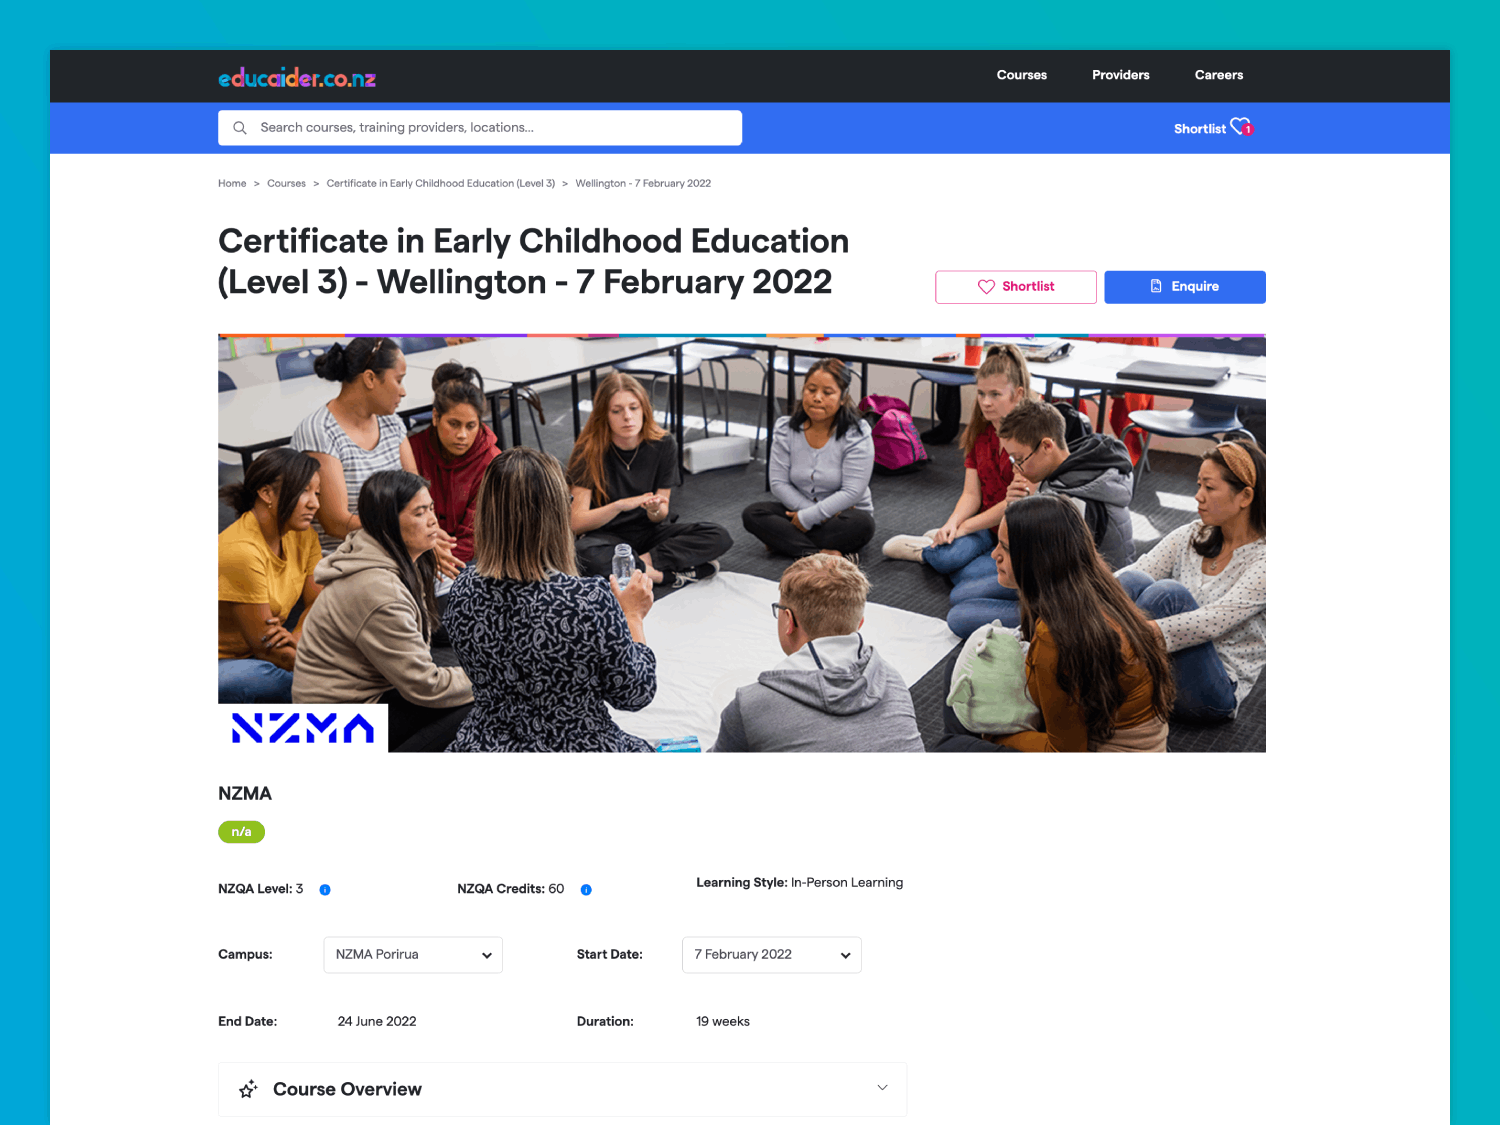 educaider.co.nz
Courses
Providers
Careers
Search courses, training providers, locations...
Shortlist 1
Home > Courses > Certificate in Early Childhood Education (Level 3) > Wellington - 7 February 2022
Certificate in Early Childhood Education
(Level 3) - Wellington - 7 February 2022
Shortlist
Enquire
NZMA
NZMA
n/a
NZQA Level: 3
NZQA Credits: 60
Learning Style: In-Person Learning
Campus: NZMA Porirua
Start Date: 7 February 2022
End Date: 24 June 2022
Duration: 19 weeks
Course Overview